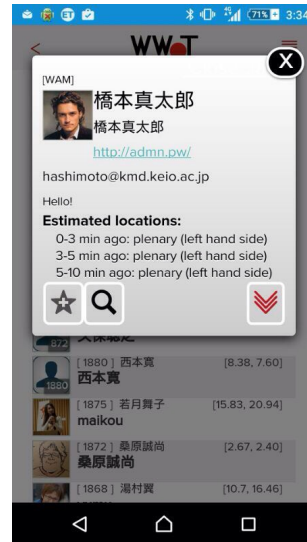 71% 3:34
WW●T
X
[WAM]
橋本真太郎
橋本真太郎
http://admn.pw/
hashimoto@kmd.keio.ac.jp
Hello!
Estimated locations:
0-3 min ago: plenary (left hand side)
3-5 min ago: plenary (left hand side)
5-10 min ago: plenary (left hand side)
872
[ 1880 ] 西本寛 [8.38, 7.60]
西本寛
1880
[ 1875 ] 若月舞子 [15.83, 20.94]
maikou
[ 1872 ] 桑原誠尚 [2.67, 2.40]
桑原誠尚
[ 1868 ] 湯村翼 [10.7, 16.46]